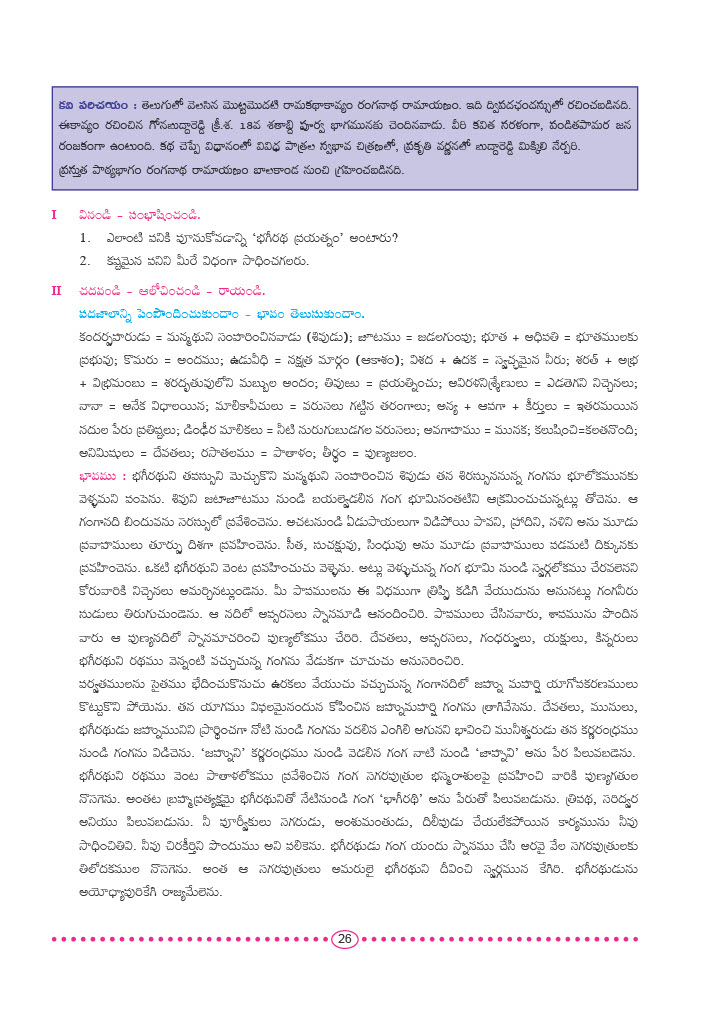 కవి పరిచయం : తెలుగులో వెలసిన మొట్టమొదటి రామకథాకావ్యం రంగనాథ రామాయణం. ఇది ద్విపదఛందస్సులో రచించబడినది.
ఈకావ్యం రచించిన గోనబుద్దారెడ్డి క్రీ.శ. 13వ శతాబ్ది పూర్వ భాగమునకు చెందినవాడు. వీరి కవిత సరళంగా, పండితపామర జన
రంజకంగా ఉంటుంది. కథ చెప్పే విధానంలో వివిధ పాత్రల స్వభావ చిత్రణలో, ప్రకృతి వర్ణనలో బుద్దారెడ్డి మిక్కిలి నేర్పరి.
ప్రస్తుత పాఠ్యభాగం రంగనాథ రామాయణం బాలకాండ నుంచి గ్రహించబడినది.
I వినండి - సంభాషించండి.
1. ఎలాంటి పనికి పూనుకోవడాన్ని ‘భగీరథ ప్రయత్నం’ అంటారు?
2. కష్టమైన పనిని మీరే విధంగా సాధించగలరు.
II చదవండి - ఆలోచించండి - రాయండి.
పదజాలాన్ని పెంపొందించుకుందాం - భావం తెలుసుకుందాం.
కందర్పహరుడు = మన్మథుని సంహరించినవాడు (శివుడు); జూటము = జడలగుంపు; భూత + అధిపతి = భూతములకు
ప్రభువు; కొమరు = అందము; ఉడువీథి = నక్షత్ర మార్గం (ఆకాశం); విశద + ఉదక = స్వచ్ఛమైన నీరు; శరత్ + అభ్ర
+ విభ్రమంబు = శరదృతువులోని మబ్బుల అందం; తివుఱు = ప్రయత్నించు; అవిరళనిశ్శ్రేణులు = ఎడతెగని నిచ్చెనలు;
నానా = అనేక విధాలయిన; మాలికావీచులు = వరుసలు గట్టిన తరంగాలు; అన్య + ఆపగా + కీర్తులు = ఇతరమయిన
నదుల పేరు ప్రతిష్ఠలు; డిండీర మాలికలు = నీటి నురుగుబుడగల వరుసలు; అవగాహము = మునక; కలుషించి=కలతనొంది;
అనిమిషులు = దేవతలు; రసాతలము = పాతాళం; తీర్థం = పుణ్యజలం.
భావము : భగీరథుని తపస్సుని మెచ్చుకొని మన్మథుని సంహరించిన శివుడు తన శిరస్సుననున్న గంగను భూలోకమునకు
వెళ్ళమని పంపెను. శివుని జటాజూటము నుండి బయల్వెడలిన గంగ భూమినంతటిని ఆక్రమించుచున్నట్లు తోచెను. ఆ
గంగానది బిందువను సరస్సులో ప్రవేశించెను. అచటనుండి ఏడుపాయలుగా విడిపోయి పావని, హ్రాదిని, నళిని అను మూడు
ప్రవాహములు తూర్పు దిశగా ప్రవహించెను. సీత, సుచక్షువు, సింధువు అను మూడు ప్రవాహములు పడమటి దిక్కునకు
ప్రవహించెను. ఒకటి భగీరథుని వెంట ప్రవహించుచు వెళ్ళెను. అట్లు వెళ్ళుచున్న గంగ భూమి నుండి స్వర్గలోకము చేరవలెనని
కోరువారికి నిచ్చెనలు అమర్చినట్లుండెను. మీ పాపములను ఈ విధముగా త్రిప్పి కడిగి వేయుదును అనునట్లు గంగనీరు
సుడులు తిరుగుచుండెను. ఆ నదిలో అప్సరసలు స్నానమాడి ఆనందించిరి. పాపములు చేసినవారు, శాపమును పొందిన
వారు ఆ పుణ్యనదిలో స్నానమాచరించి పుణ్యలోకము చేరిరి. దేవతలు, అప్సరసలు, గంధర్వులు, యక్షులు, కిన్నరులు
భగీరథుని రథము వెన్నంటి వచ్చుచున్న గంగను వేడుకగా చూచుచు అనుసరించిరి.
పర్వతములను సైతము భేదించుకొనుచు ఉరకలు వేయుచు వచ్చుచున్న గంగానదిలో జహ్ను మహర్షి యాగోపకరణములు
కొట్టుకొని పోయెను. తన యాగము విఫలమైనందున కోపించిన జహ్నుమహర్షి గంగను త్రాగివేసెను. దేవతలు, మునులు,
భగీరథుడు జహ్నుమునిని ప్రార్థించగా నోటి నుండి గంగను వదలిన ఎంగిలి అగునని భావించి మునీశ్వరుడు తన కర్ణరంధ్రము
నుండి గంగను విడిచెను. ‘జహ్నుని’ కర్ణరంధ్రము నుండి వెడలిన గంగ నాటి నుండి ‘జాహ్నవి’ అను పేర పిలువబడెను.
భగీరథుని రథము వెంట పాతాళలోకము ప్రవేశించిన గంగ సగరపుత్రుల భస్మరాశులపై ప్రవహించి వారికి పుణ్యగతుల
నొసగెను. అంతట బ్రహ్మప్రత్యక్షమై భగీరథునితో నేటినుండి గంగ ‘భాగీరథి’ అను పేరుతో పిలువబడును. త్రిపథ, సరిద్వర
అనియు పిలువబడును. నీ పూర్వీకులు సగరుడు, అంశుమంతుడు, దిలీపుడు చేయలేకపోయిన కార్యమును నీవు
సాధించితివి. నీవు చిరకీర్తిని పొందుము అని పలికెను. భగీరథుడు గంగ యందు స్నానము చేసి అరవై వేల సగరపుత్రులకు
తిలోదకముల నొసగెను. అంత ఆ సగరపుత్రులు అమరులై భగీరథుని దీవించి స్వర్గమున కేగిరి. భగీరథుడును
అయోధ్యాపురికేగి రాజ్యమేలెను.
26